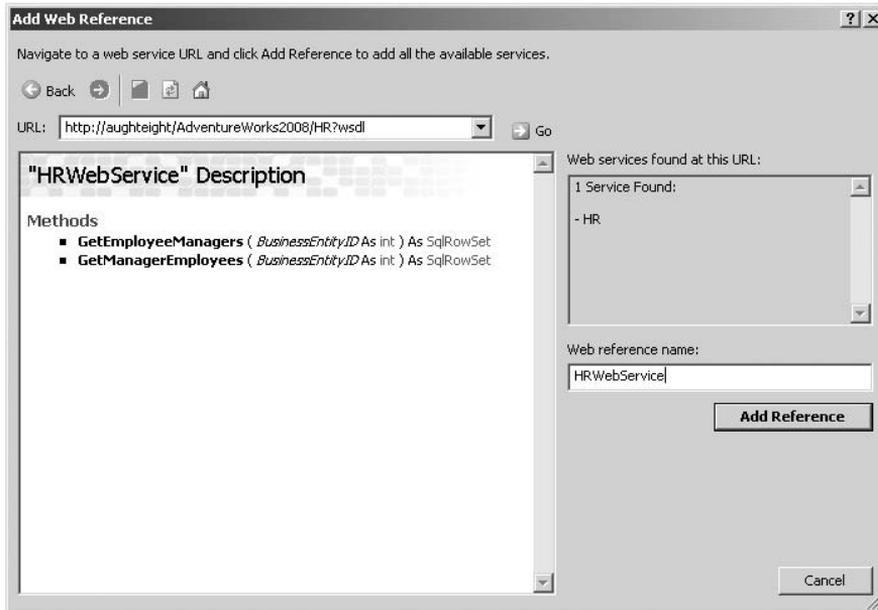 Add Web Reference
Navigate to a web service URL and click Add Reference to add all the available services.
Back
URL: http://aughteight/AdventureWorks2008/HR?wsdl Go
"HRWebService" Description
Methods
GetEmployeeManagers ( BusinessEntityID As int ) As SqlRowSet
GetManagerEmployees ( BusinessEntityID As int ) As SqlRowSet
Web services found at this URL:
1 Service Found:
- HR
Web reference name:
HRWebService
Add Reference
Cancel